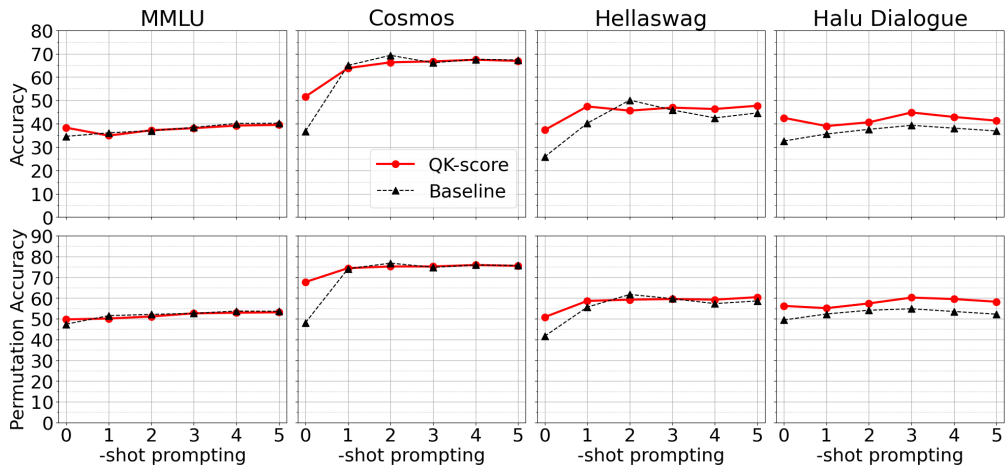 MMLU Cosmos Hellaswag Halu Dialogue
Accuracy
80
70
60
50
40
30
20
10
0
QK-score
Baseline
Permutation Accuracy
90
80
70
60
50
40
30
20
10
0
0 1 2 3 4 5 0 1 2 3 4 5 0 1 2 3 4 5 0 1 2 3 4 5
-shot prompting -shot prompting -shot prompting -shot prompting